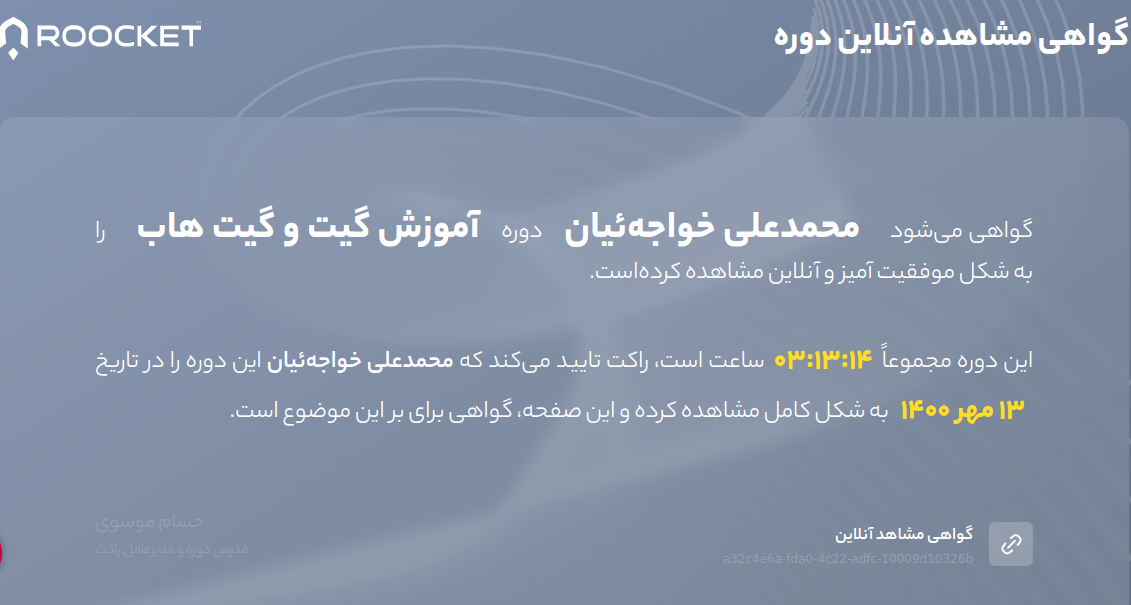 گواهی مشاهده آنلاین دوره
ROOCKET
گواهی می‌شود محمدعلی خواجه‌ئیان دوره آموزش گیت و گیت هاب را
به شکل موفقیت آمیز و آنلاین مشاهده کرده‌است.
این دوره مجموعاً ۰۳:۱۳:۱۴ ساعت است، راکت تایید می‌کند که محمدعلی خواجه‌ئیان این دوره را در تاریخ
۱۳ مهر ۱۴۰۰ به شکل کامل مشاهده کرده و این صفحه، گواهی برای بر این موضوع است.
گواهی مشاهد آنلاین
a32c4e6a-fda0-4c22-adfc-10009d10326b
حسام موسوی
مدرس دوره و مدیرعامل راکت